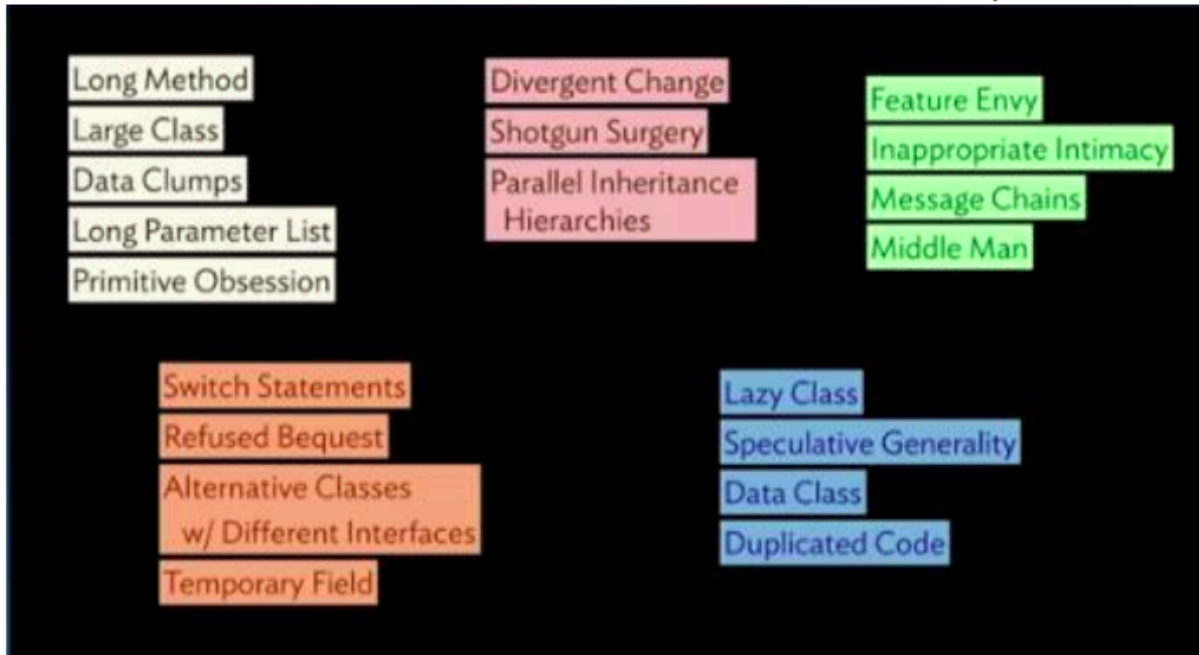 Long Method
Large Class
Data Clumps
Long Parameter List
Primitive Obsession
Divergent Change
Shotgun Surgery
Parallel Inheritance
Hierarchies
Feature Envy
Inappropriate Intimacy
Message Chains
Middle Man
Switch Statements
Refused Bequest
Alternative Classes
w/ Different Interfaces
Temporary Field
Lazy Class
Speculative Generality
Data Class
Duplicated Code